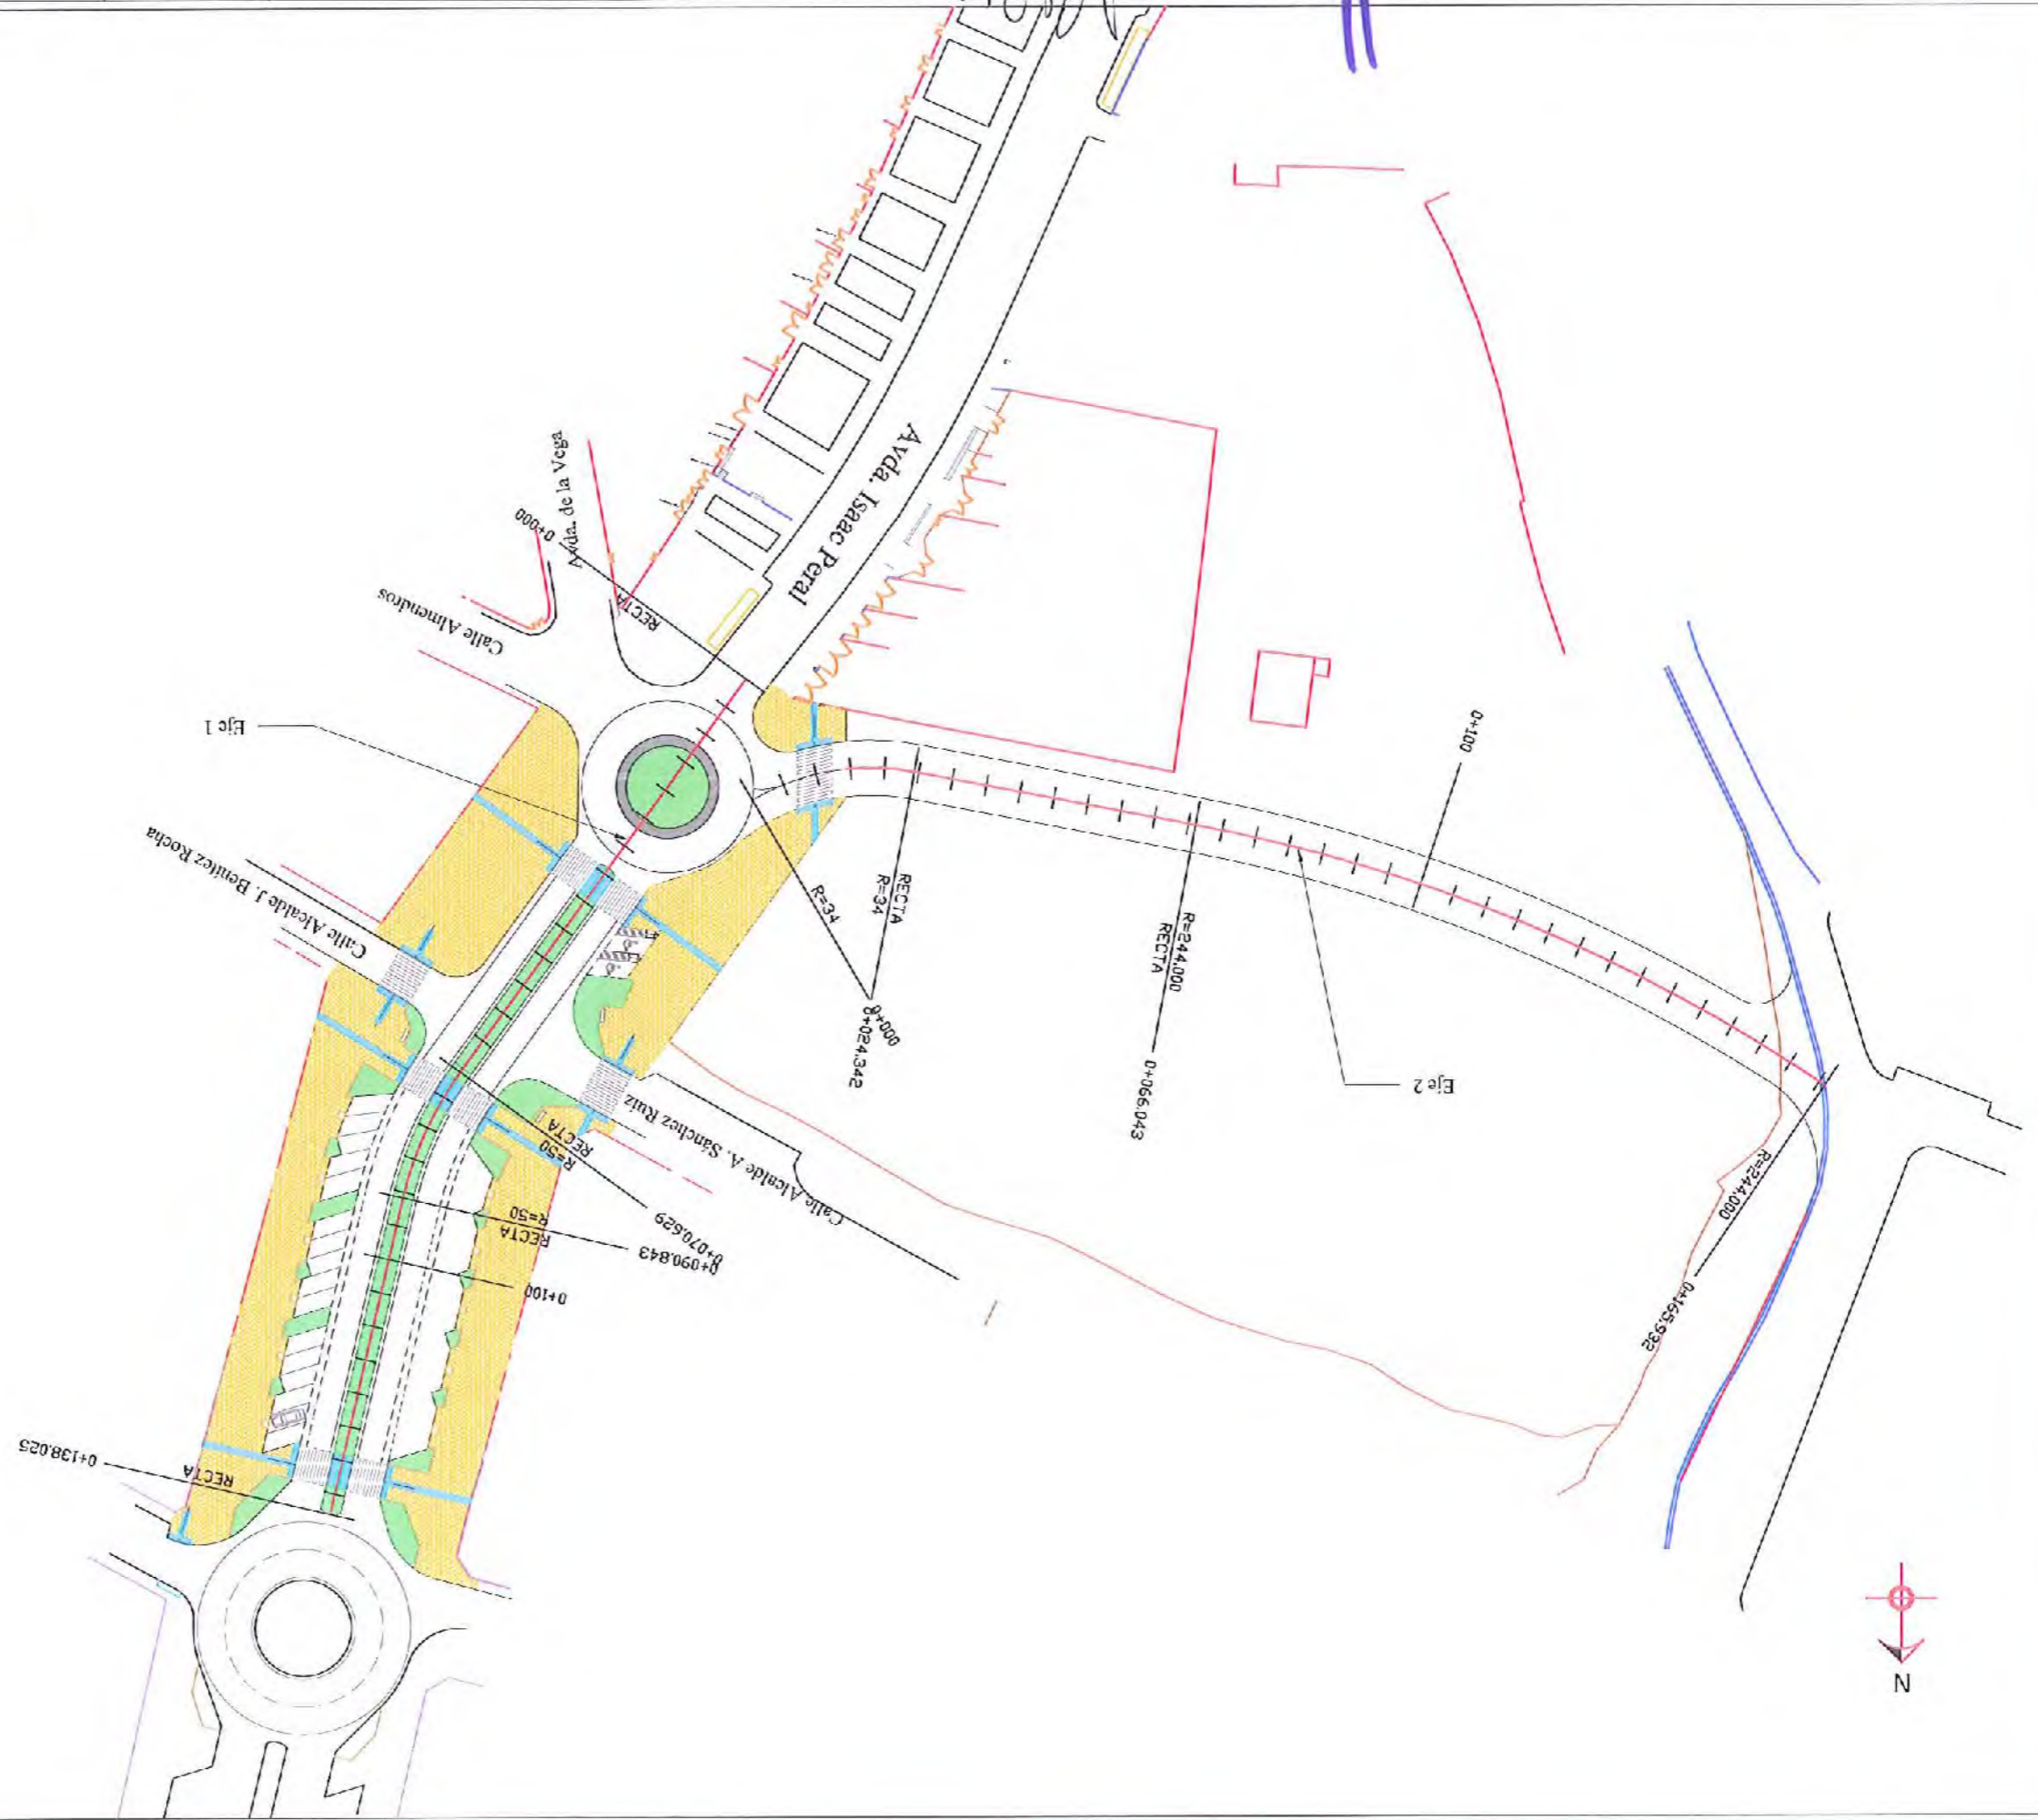 Avda. Isaac Peral
Avda. de la Vega
0+000
RECTA
Calle Almendros
Eje 1
Calle Alcalde J. Benítez Rocha
0+100
R=34
RECTA
R=34
0+000
0+024.342
R=244.000
RECTA
0+066.043
Eje 2
R=244.000
0+165.932
Calle Alcalde A. Sánchez Ruiz
RECTA
R=50
0+070.629
R=50
RECTA
0+090.843
0+100
0+138.025
RECTA
N